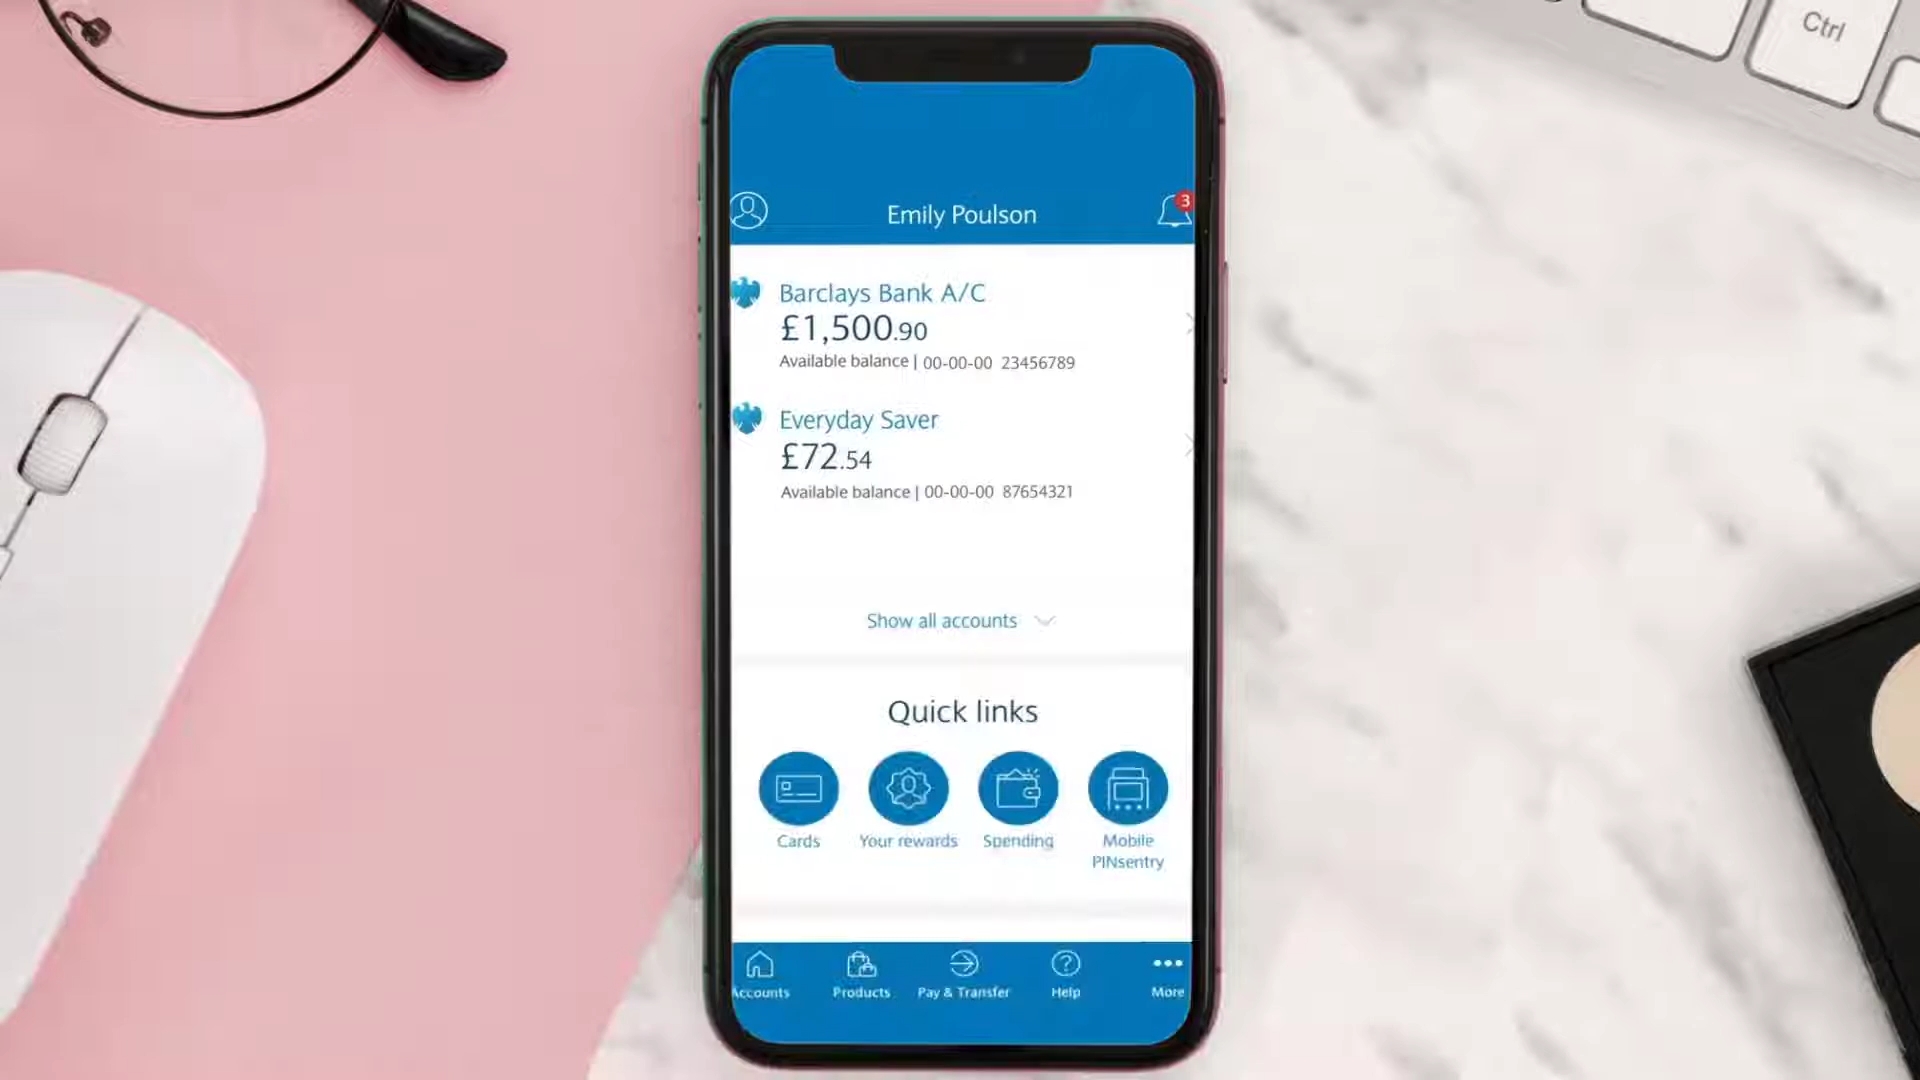 Ctrl
3
Emily Poulson
Barclays Bank A/C
£1,500.90
Available balance | 00-00-00 23456789
Everyday Saver
£72.54
Available balance | 00-00-00 87654321
Show all accounts
Quick links
Cards
Your rewards
Spending
Mobile
PINsentry
Accounts
Products
Pay & Transfer
Help
More